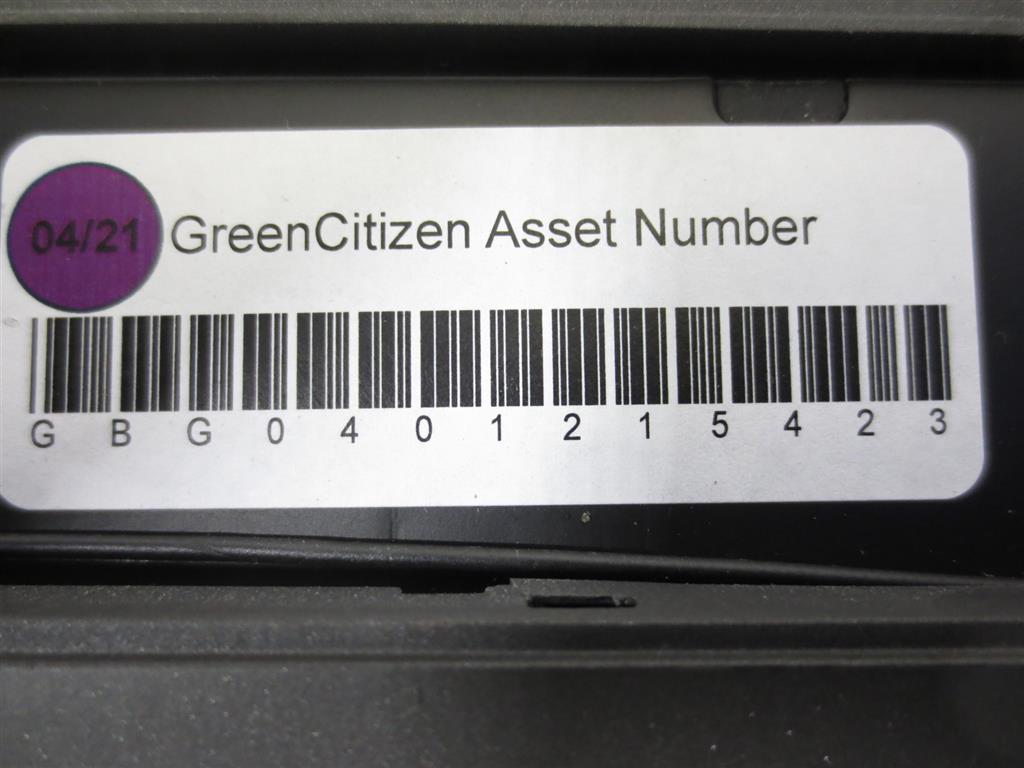 04/21 GreenCitizen Asset Number
G B G 0 4 0 1 2 1 5 4 2 3